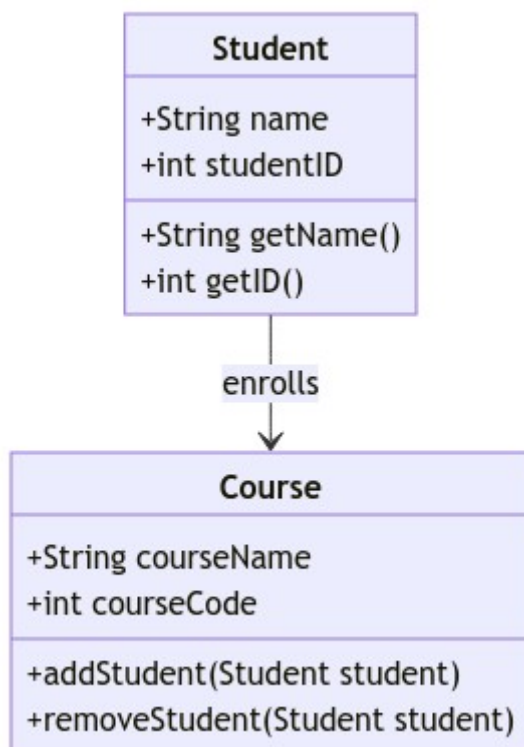 Student
+String name
+int studentID
+String getName()
+int getID()
enrolls
Course
+String courseName
+int courseCode
+addStudent(Student student)
+removeStudent(Student student)